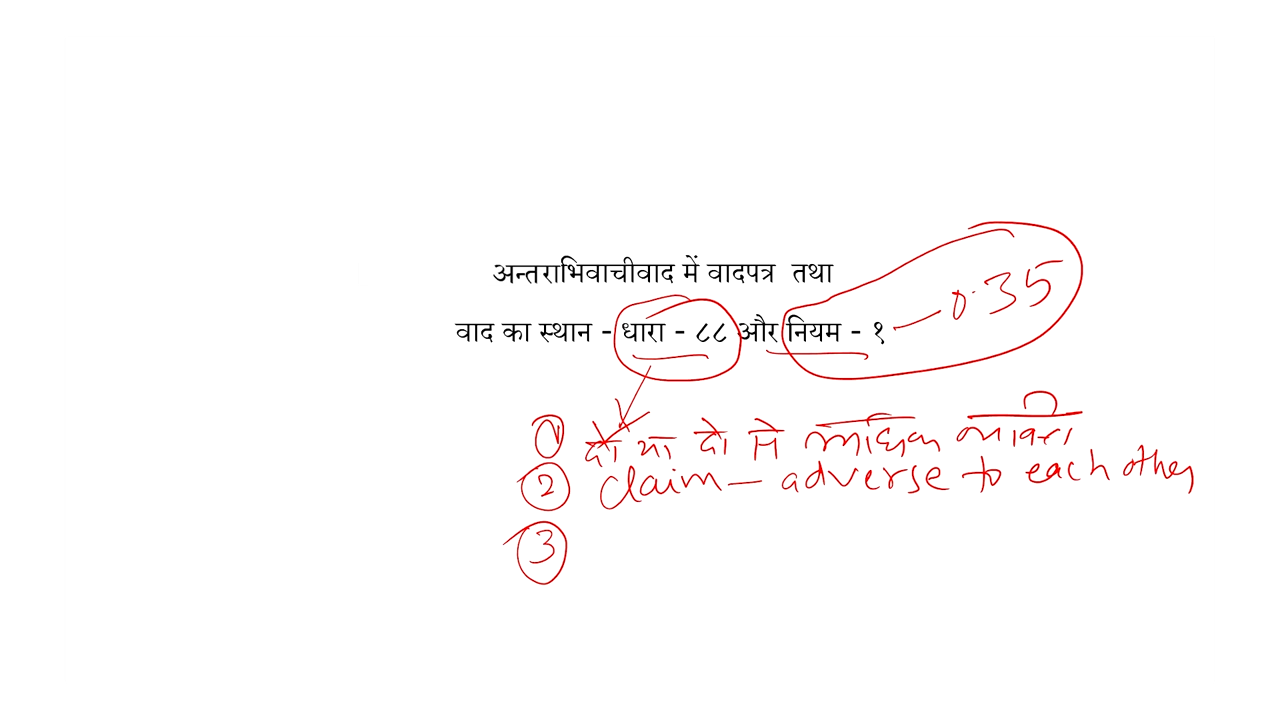 अन्तराभिवाचीवाद में वादपत्र तथा
वाद का स्थान - धारा - ८८ और नियम - १ — 0.35
① दो या दो से अधिक
② claim — adverse to each other
③